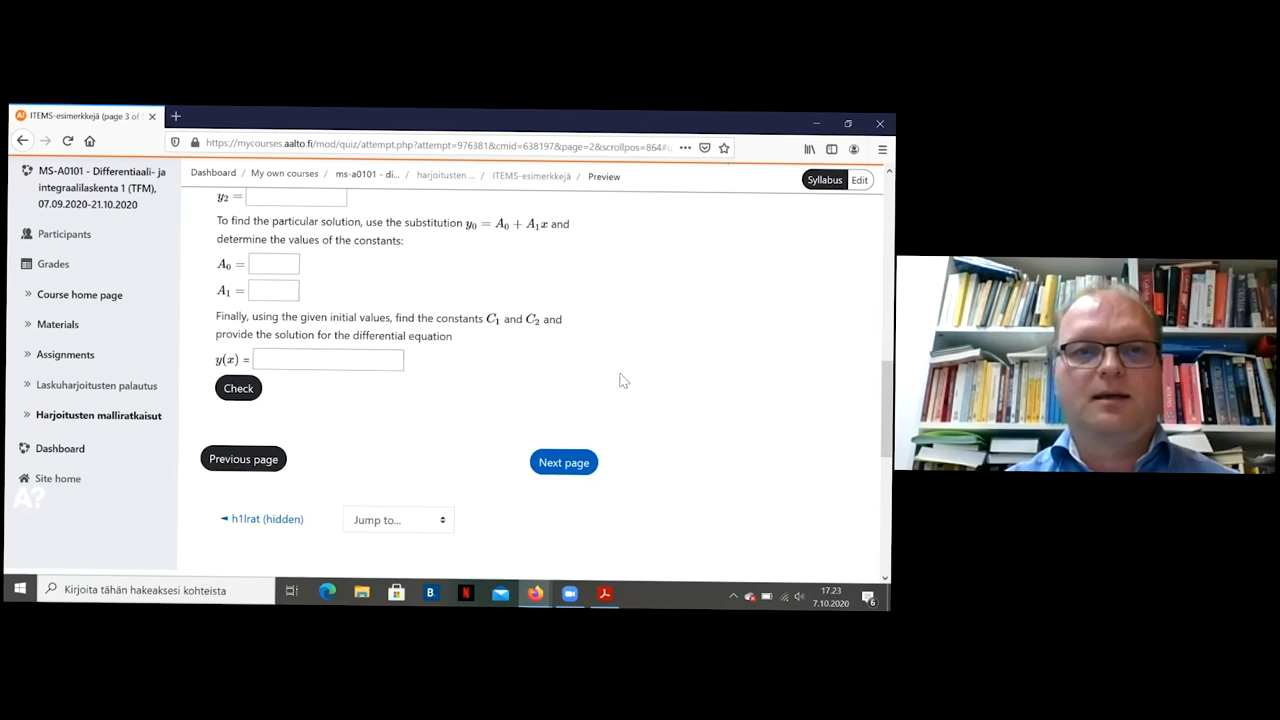 ITEMS-esimerkkejä (page 3 of
https://mycourses.aalto.fi/mod/quiz/attempt.php?attempt=976381&cmid=638197&page=2&scrollpos=864#
MS-A0101 - Differentiaali- ja
integraalilaskenta 1 (TFM),
07.09.2020-21.10.2020
Participants
Grades
Course home page
Materials
Assignments
Laskuharjoitusten palautus
Harjoitusten malliratkaisut
Dashboard
Site home
A?
Dashboard / My own courses / ms-a0101 - di... / harjoitusten ... / ITEMS-esimerkkejä / Preview
Syllabus Edit
y₂ =
To find the particular solution, use the substitution y₀ = A₀ + A₁x and
determine the values of the constants:
A₀ =
A₁ =
Finally, using the given initial values, find the constants C₁ and C₂ and
provide the solution for the differential equation
y(x) =
Check
Previous page
Next page
◄ h1lrat (hidden)
Jump to...
Kirjoita tähän hakeaksesi kohteista
B.
N
17.23
7.10.2020
6